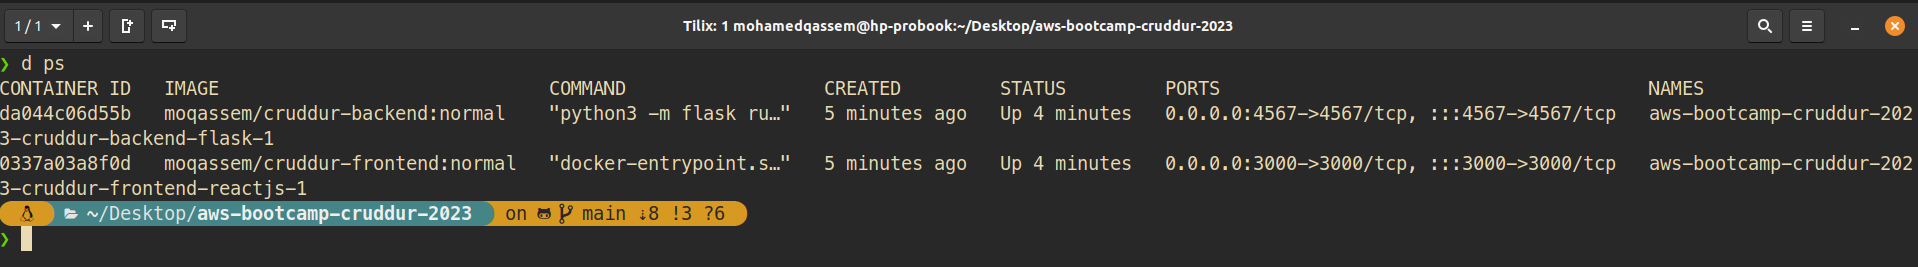 1 / 1
Tilix: 1 mohamedqassem@hp-probook:~/Desktop/aws-bootcamp-cruddur-2023
❯ d ps
CONTAINER ID   IMAGE                              COMMAND                  CREATED         STATUS         PORTS                                       NAMES
da044c06d55b   moqassem/cruddur-backend:normal    "python3 -m flask ru…"   5 minutes ago   Up 4 minutes   0.0.0.0:4567->4567/tcp, :::4567->4567/tcp   aws-bootcamp-cruddur-202
3-cruddur-backend-flask-1
0337a03a8f0d   moqassem/cruddur-frontend:normal   "docker-entrypoint.s…"   5 minutes ago   Up 4 minutes   0.0.0.0:3000->3000/tcp, :::3000->3000/tcp   aws-bootcamp-cruddur-202
3-cruddur-frontend-reactjs-1
~/Desktop/aws-bootcamp-cruddur-2023 on main ⇣8 !3 ?6
❯